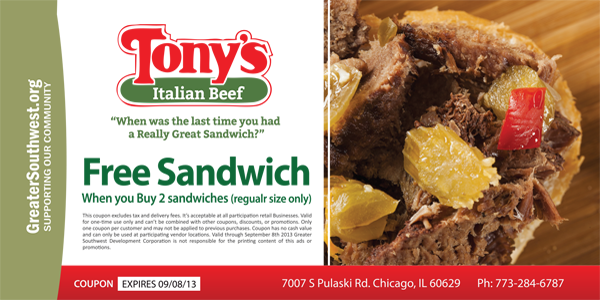 GreaterSouthwest.org
SUPPORTING OUR COMMUNITY
Tony's
Italian Beef
"When was the last time you had
a Really Great Sandwich?"
Free Sandwich
When you Buy 2 sandwiches (regualr size only)
This coupon excludes tax and delivery fees. It's acceptable at all participation retail Businesses. Valid
for one-time use only and can't be combined with other coupons, discounts, or promotions. Only
one coupon per customer and may not be applied to previous purchases. Coupon has no cash value
and can only be used at participating vendor locations. Valid through September 8th 2013 Greater
Southwest Development Corporation is not responsible for the printing content of this ads or
promotions.
COUPON EXPIRES 09/08/13 7007 S Pulaski Rd. Chicago, IL 60629 Ph: 773-284-6787